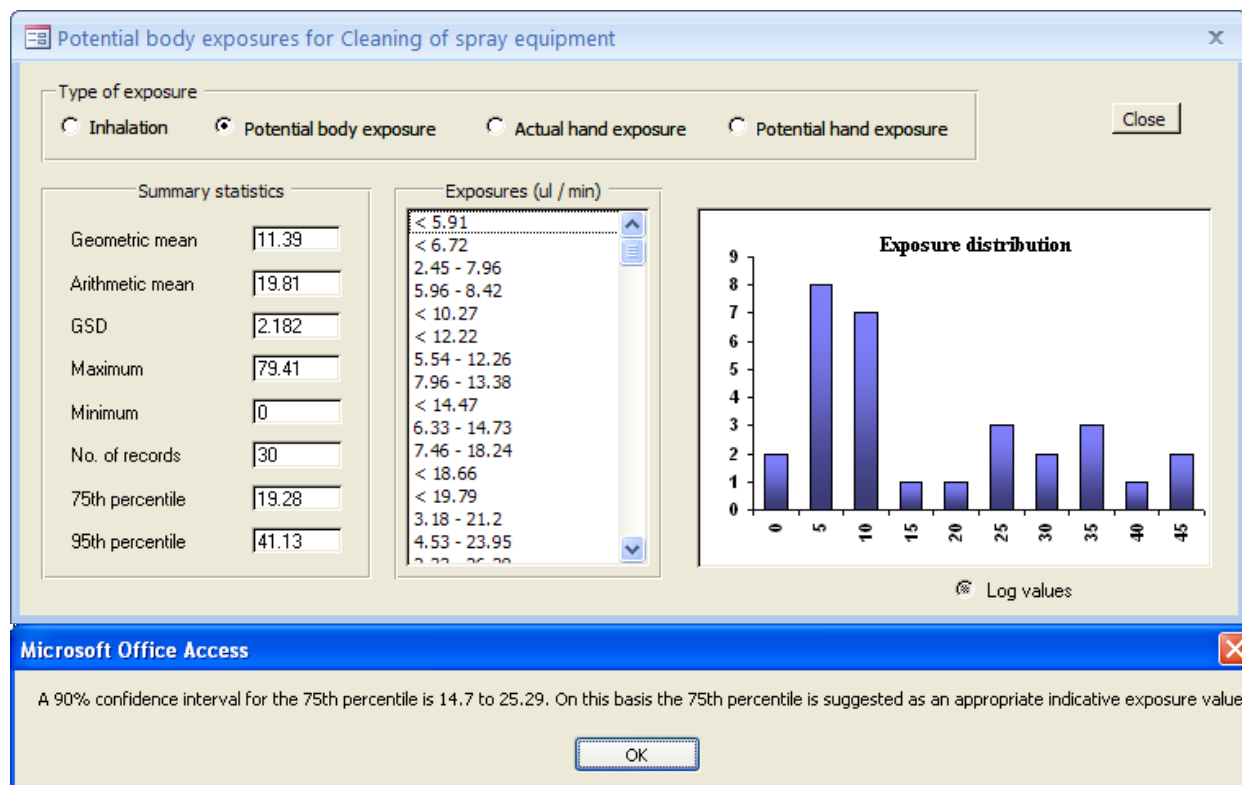 Potential body exposures for Cleaning of spray equipment
Type of exposure
Inhalation Potential body exposure Actual hand exposure Potential hand exposure
Close
Summary statistics
Geometric mean 11.39
Arithmetic mean 19.81
GSD 2.182
Maximum 79.41
Minimum 0
No. of records 30
75th percentile 19.28
95th percentile 41.13
Exposures (ul / min)
< 5.91
< 6.72
2.45 - 7.96
5.96 - 8.42
< 10.27
< 12.22
5.54 - 12.26
7.96 - 13.38
< 14.47
6.33 - 14.73
7.46 - 18.24
< 18.66
< 19.79
3.18 - 21.2
4.53 - 23.95
Exposure distribution
9
8
7
6
5
4
3
2
1
0
0 5 10 15 20 25 30 35 40 45
Log values
Microsoft Office Access
A 90% confidence interval for the 75th percentile is 14.7 to 25.29. On this basis the 75th percentile is suggested as an appropriate indicative exposure value
OK